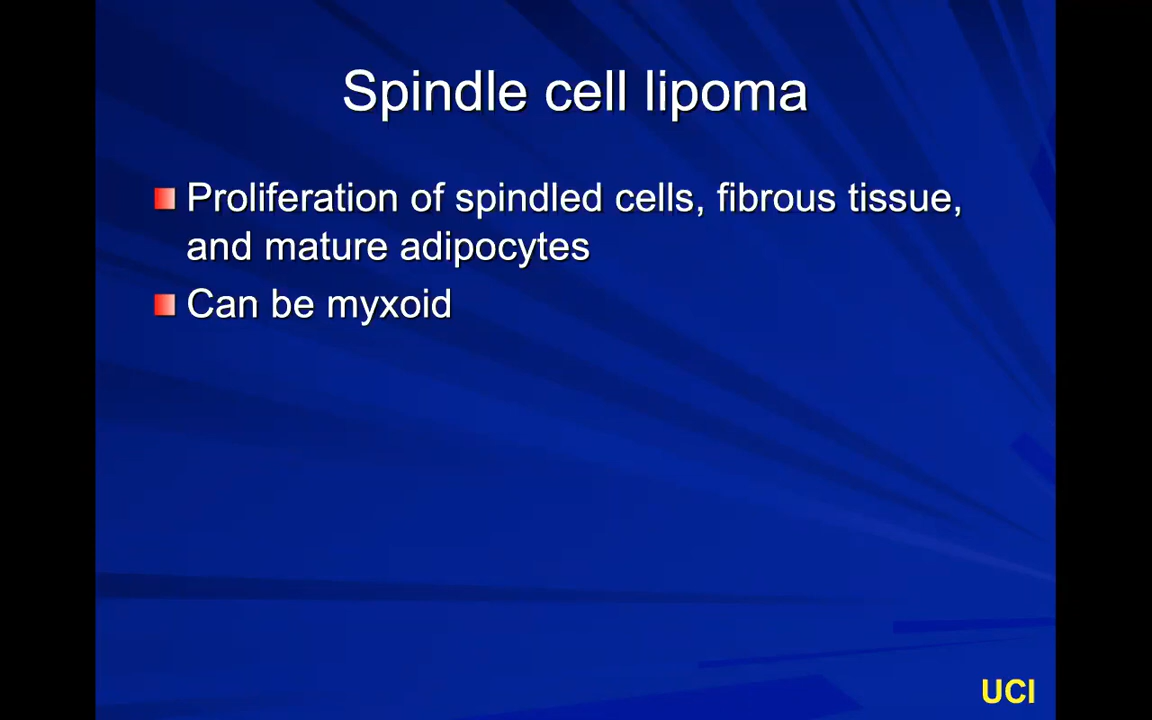 Spindle cell lipoma
Proliferation of spindled cells, fibrous tissue,
and mature adipocytes
Can be myxoid
UCI